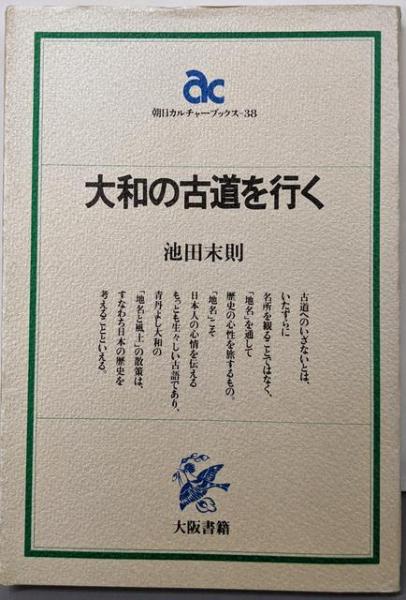 ac
朝日カルチャーブックス-38
大和の古道を行く
池田末則
古道へのいざないとは、
いたずらに
名所を観ることではなく、
「地名」を通して
歴史の心性を旅するもの。
「地名」こそ
日本人の心情を伝える
もっとも生々しい古語であり、
青丹よし大和の
「地名と風土」の散策は、
すなわち日本の歴史を
考えることといえる。
大阪書籍